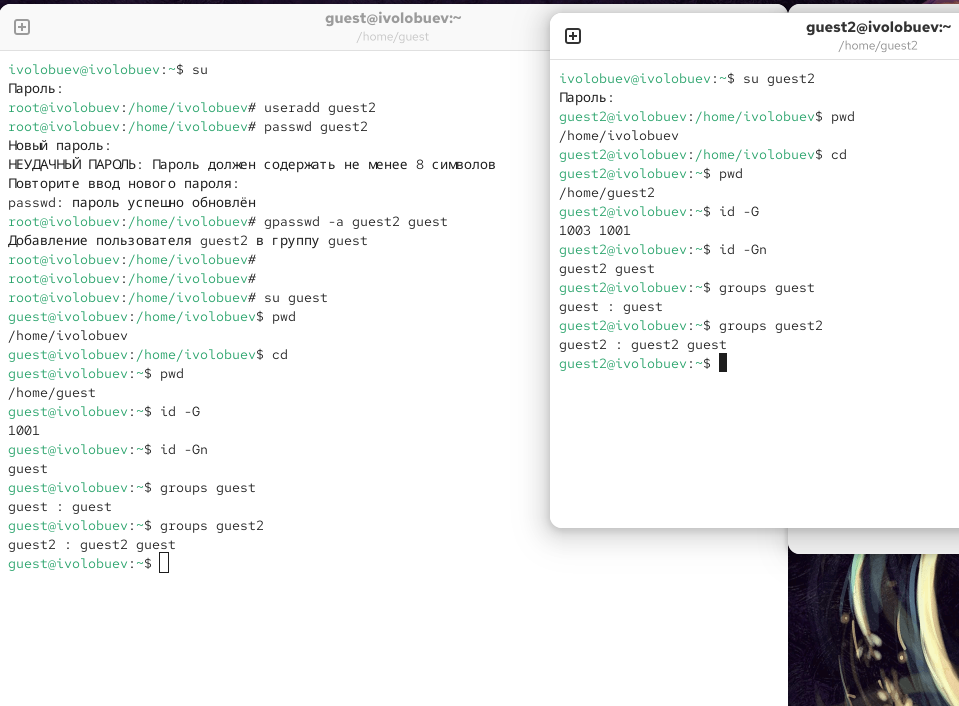 guest@ivolobuev:~
/home/guest
ivolobuev@ivolobuev:~$ su
Пароль:
root@ivolobuev:/home/ivolobuev# useradd guest2
root@ivolobuev:/home/ivolobuev# passwd guest2
Новый пароль:
НЕУДАЧНЫЙ ПАРОЛЬ: Пароль должен содержать не менее 8 символов
Повторите ввод нового пароля:
passwd: пароль успешно обновлён
root@ivolobuev:/home/ivolobuev# gpasswd -a guest2 guest
Добавление пользователя guest2 в группу guest
root@ivolobuev:/home/ivolobuev#
root@ivolobuev:/home/ivolobuev#
root@ivolobuev:/home/ivolobuev# su guest
guest@ivolobuev:/home/ivolobuev$ pwd
/home/ivolobuev
guest@ivolobuev:/home/ivolobuev$ cd
guest@ivolobuev:~$ pwd
/home/guest
guest@ivolobuev:~$ id -G
1001
guest@ivolobuev:~$ id -Gn
guest
guest@ivolobuev:~$ groups guest
guest : guest
guest@ivolobuev:~$ groups guest2
guest2 : guest2 guest
guest@ivolobuev:~$
guest2@ivolobuev:~
/home/guest2
ivolobuev@ivolobuev:~$ su guest2
Пароль:
guest2@ivolobuev:/home/ivolobuev$ pwd
/home/ivolobuev
guest2@ivolobuev:/home/ivolobuev$ cd
guest2@ivolobuev:~$ pwd
/home/guest2
guest2@ivolobuev:~$ id -G
1003 1001
guest2@ivolobuev:~$ id -Gn
guest2 guest
guest2@ivolobuev:~$ groups guest
guest : guest
guest2@ivolobuev:~$ groups guest2
guest2 : guest2 guest
guest2@ivolobuev:~$